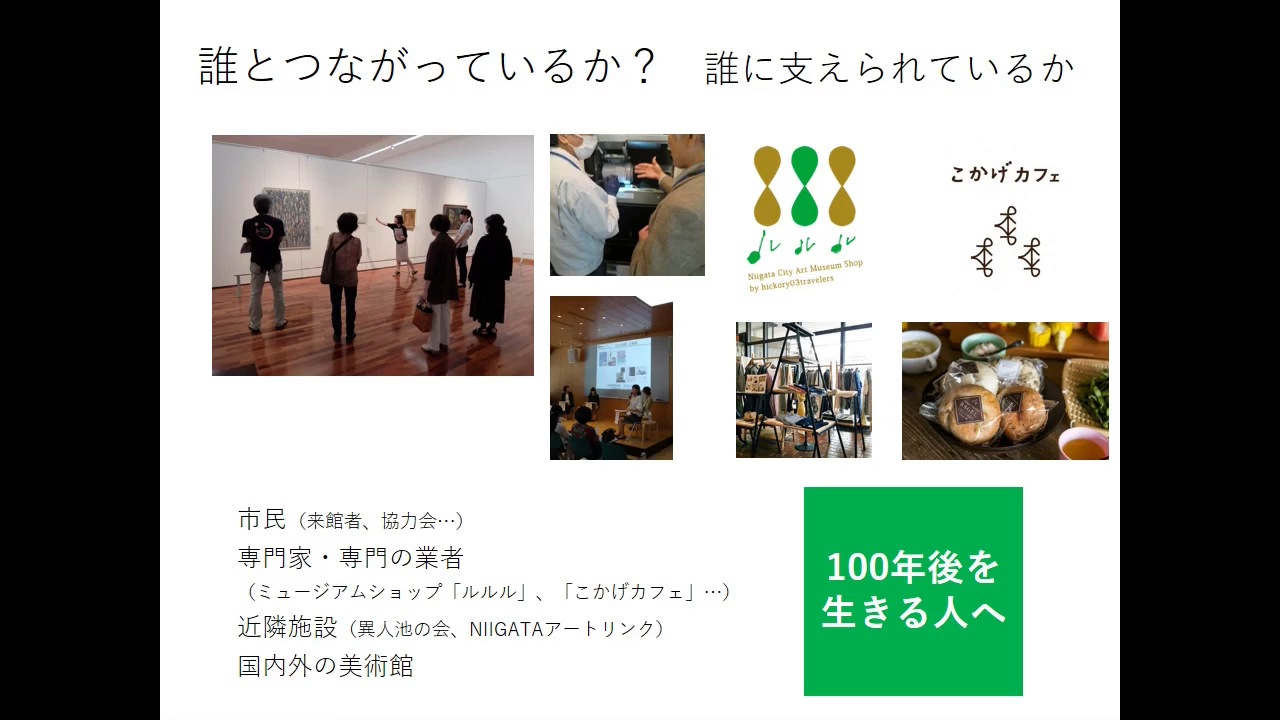 誰とつながっているか？　誰に支えられているか
ルルル
Niigata City Art Museum Shop
by hickory03travelers
こかげカフェ
市民（来館者、協力会…）
専門家・専門の業者
（ミュージアムショップ「ルルル」、「こかげカフェ」…）
近隣施設（異人池の会、NIIGATAアートリンク）
国内外の美術館
100年後を
生きる人へ